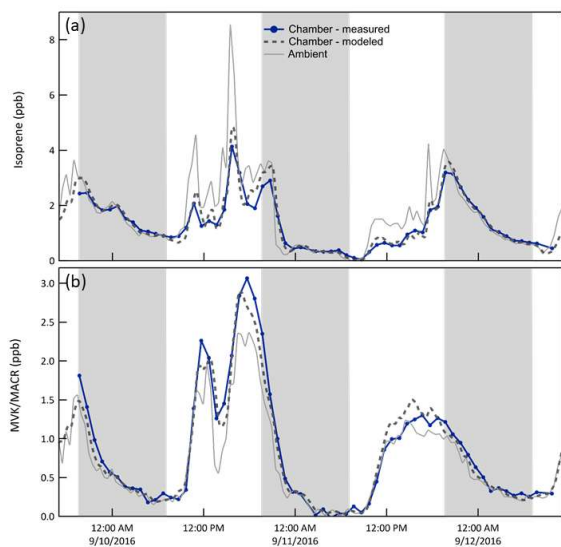 (a)
Chamber - measured
Chamber - modeled
Ambient
Isoprene (ppb)
8
6
4
2
0
(b)
MVK/MACR (ppb)
3.0
2.5
2.0
1.5
1.0
0.5
0.0
12:00 AM 12:00 PM 12:00 AM 12:00 PM 12:00 AM
9/10/2016 9/11/2016 9/12/2016